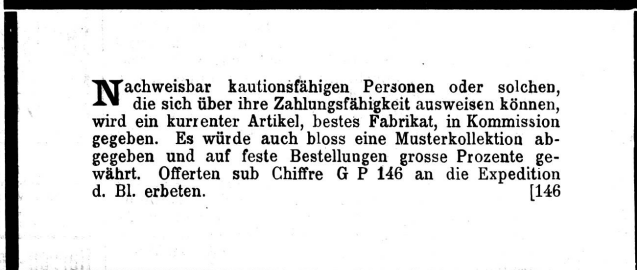 Nachweisbar kautionsfähigen Personen oder solchen,
die sich über ihre Zahlungsfähigkeit ausweisen können,
wird ein kurrenter Artikel, bestes Fabrikat, in Kommission
gegeben. Es würde auch bloss eine Musterkollektion ab-
gegeben und auf feste Bestellungen grosse Prozente ge-
währt. Offerten sub Chiffre G P 146 an die Expedition
d. Bl. erbeten. [146